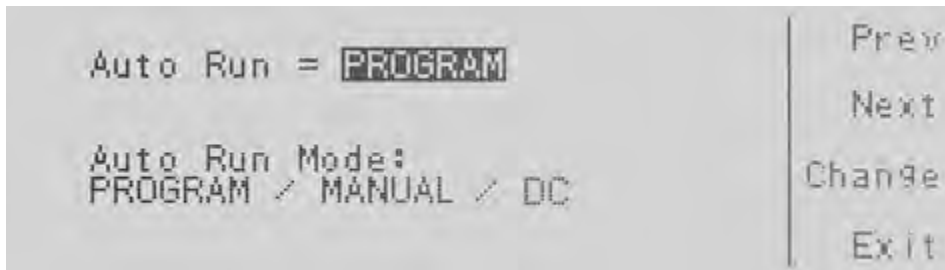 Auto Run = PROGRAM
Auto Run Mode:
PROGRAM / MANUAL / DC
Prev
Next
Change
Exit